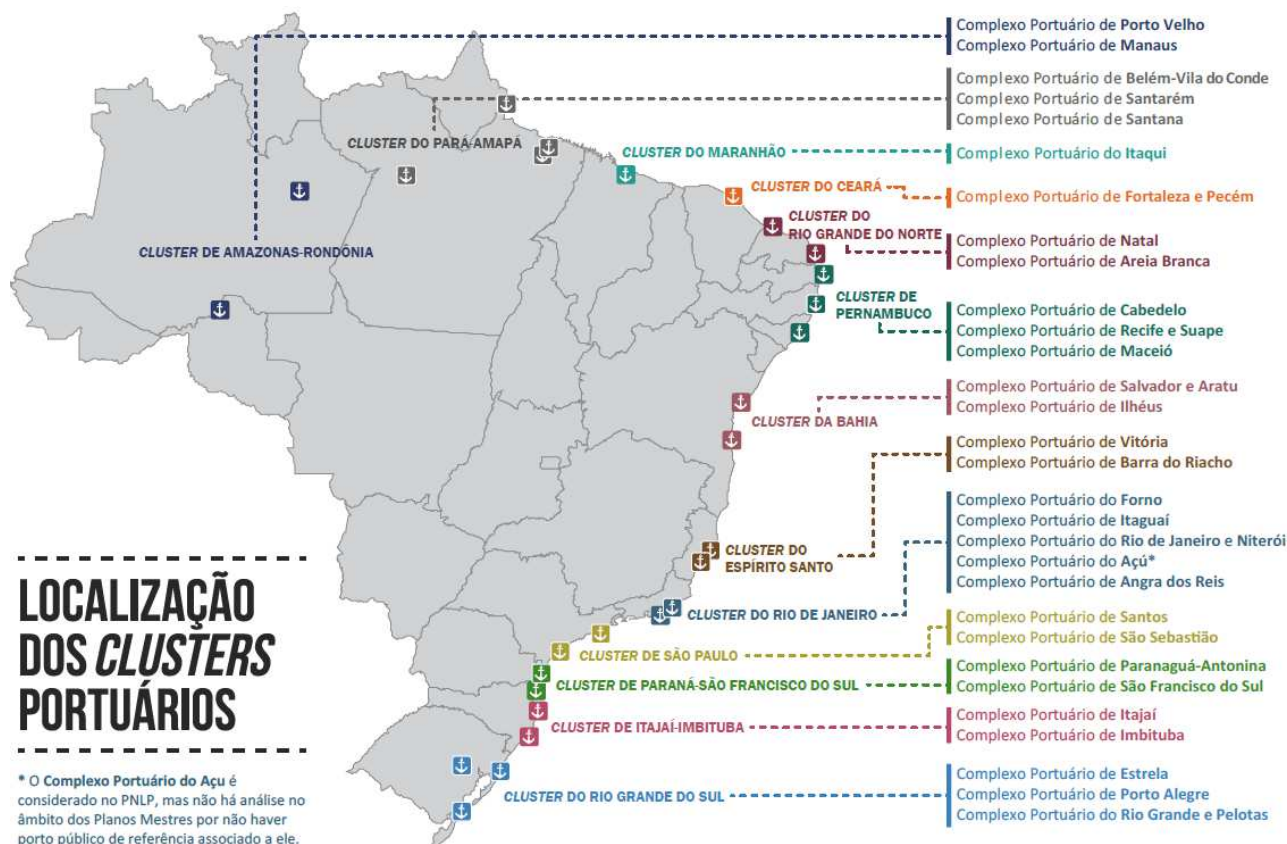 Complexo Portuário de Porto Velho
Complexo Portuário de Manaus
Complexo Portuário de Belém-Vila do Conde
Complexo Portuário de Santarém
Complexo Portuário de Santana
CLUSTER DO PARÁ-AMAPÁ
CLUSTER DO MARANHÃO
Complexo Portuário do Itaqui
CLUSTER DO CEARÁ
Complexo Portuário de Fortaleza e Pecém
CLUSTER DO
RIO GRANDE DO NORTE
Complexo Portuário de Natal
Complexo Portuário de Areia Branca
CLUSTER DE AMAZONAS-RONDÔNIA
CLUSTER DE
PERNAMBUCO
Complexo Portuário de Cabedelo
Complexo Portuário de Recife e Suape
Complexo Portuário de Maceió
CLUSTER DA BAHIA
Complexo Portuário de Salvador e Aratu
Complexo Portuário de Ilhéus
Complexo Portuário de Vitória
Complexo Portuário de Barra do Riacho
CLUSTER DO
ESPÍRITO SANTO
Complexo Portuário do Forno
Complexo Portuário de Itaguaí
Complexo Portuário do Rio de Janeiro e Niterói
Complexo Portuário do Açú*
Complexo Portuário de Angra dos Reis
CLUSTER DO RIO DE JANEIRO
Complexo Portuário de Santos
Complexo Portuário de São Sebastião
CLUSTER DE SÃO PAULO
Complexo Portuário de Paranaguá-Antonina
Complexo Portuário de São Francisco do Sul
CLUSTER DE PARANÁ-SÃO FRANCISCO DO SUL
Complexo Portuário de Itajaí
Complexo Portuário de Imbituba
CLUSTER DE ITAJAÍ-IMBITUBA
Complexo Portuário de Estrela
Complexo Portuário de Porto Alegre
Complexo Portuário do Rio Grande e Pelotas
CLUSTER DO RIO GRANDE DO SUL
LOCALIZAÇÃO
DOS CLUSTERS
PORTUÁRIOS
* O Complexo Portuário do Açu é
considerado no PNLP, mas não há análise no
âmbito dos Planos Mestres por não haver
porto público de referência associado a ele.